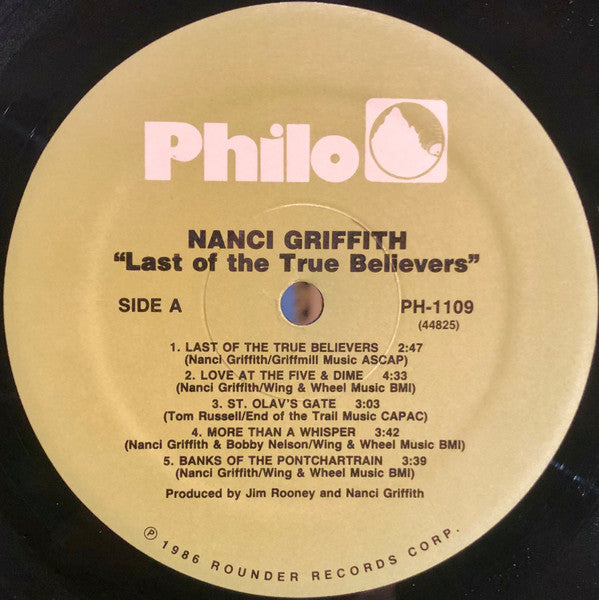 Philo
NANCI GRIFFITH
"Last of the True Believers"
SIDE A
PH-1109
(44825)
1. LAST OF THE TRUE BELIEVERS 2:47
(Nanci Griffith/Griffmill Music ASCAP)
2. LOVE AT THE FIVE & DIME 4:33
(Nanci Griffith/Wing & Wheel Music BMI)
3. ST. OLAV'S GATE 3:03
(Tom Russell/End of the Trail Music CAPAC)
4. MORE THAN A WHISPER 3:42
(Nanci Griffith & Bobby Nelson/Wing & Wheel Music BMI)
5. BANKS OF THE PONTCHARTRAIN 3:39
(Nanci Griffith/Wing & Wheel Music BMI)
Produced by Jim Rooney and Nanci Griffith
℗ 1986 ROUNDER RECORDS CORP.